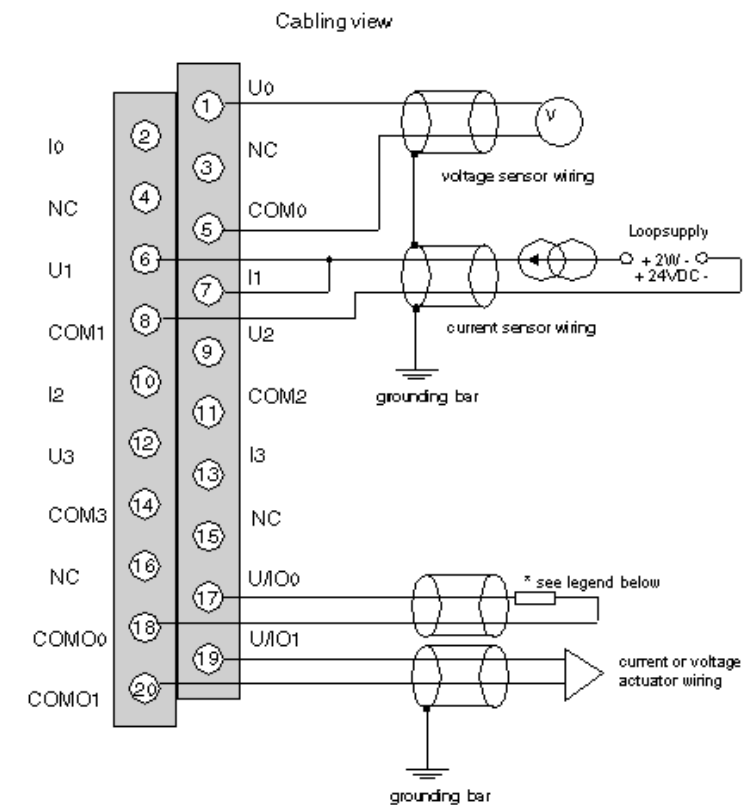 Cabling view
U0
1
2
I0
NC
3
4
voltage sensor wiring
NC
COM0
5
Loopsupply
6
U1
I1
+ 2W -
+ 24VDC -
7
8
COM1
U2
current sensor wiring
9
10
I2
COM2
grounding bar
11
12
U3
I3
13
14
COM3
NC
15
16
NC
U/IO0
* see legend below
17
18
COMO0
U/IO1
19
current or voltage
actuator wiring
20
COMO1
grounding bar
V